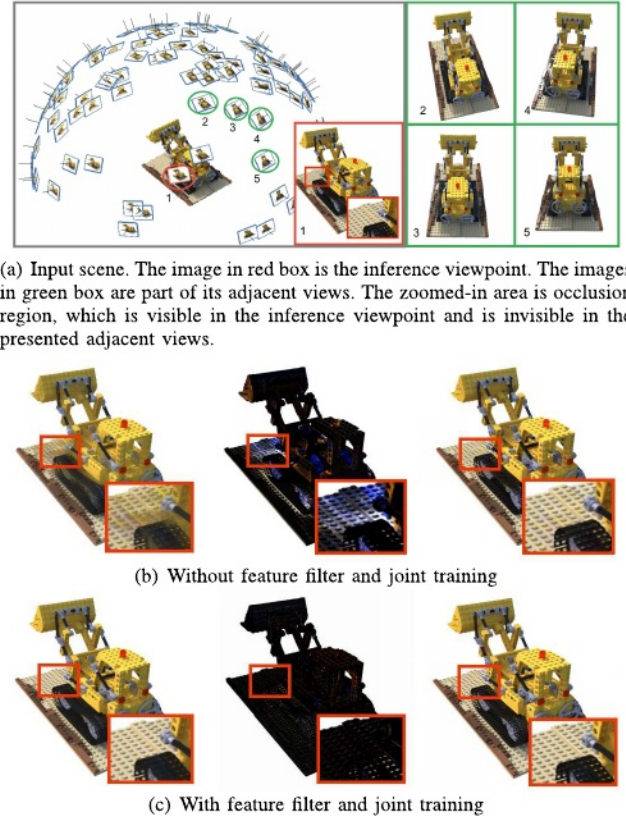 2
3
4
5
1
1
2
4
3
5
(a) Input scene. The image in red box is the inference viewpoint. The image
in green box are part of its adjacent views. The zoomed-in area is occlusion
region, which is visible in the inference viewpoint and is invisible in the
presented adjacent views.
(b) Without feature filter and joint training
(c) With feature filter and joint training